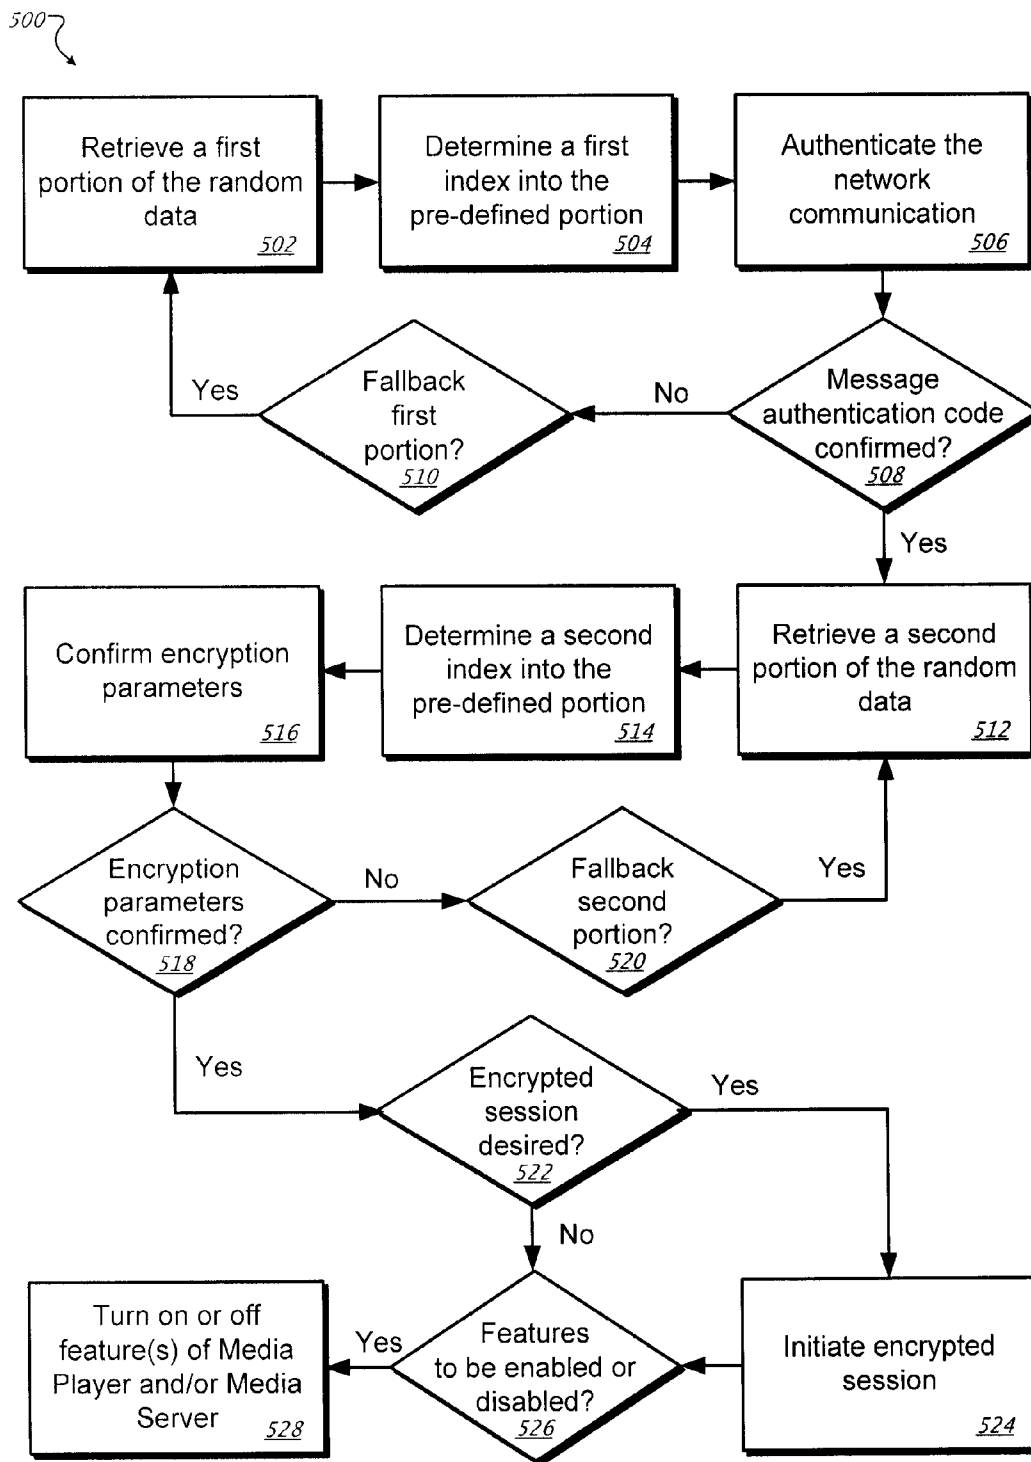 500
Retrieve a first
portion of the random
data
502
Determine a first
index into the
pre-defined portion
504
Authenticate the
network
communication
506
Yes
Fallback
first
portion?
510
No
Message
authentication code
confirmed?
508
Yes
Confirm encryption
parameters
516
Determine a second
index into the
pre-defined portion
514
Retrieve a second
portion of the random
data
512
Encryption
parameters
confirmed?
518
No
Fallback
second
portion?
520
Yes
Yes
Encrypted
session
desired?
522
Yes
No
Turn on or off
feature(s) of Media
Player and/or Media
Server
528
Yes
Features
to be enabled or
disabled?
526
Initiate encrypted
session
524